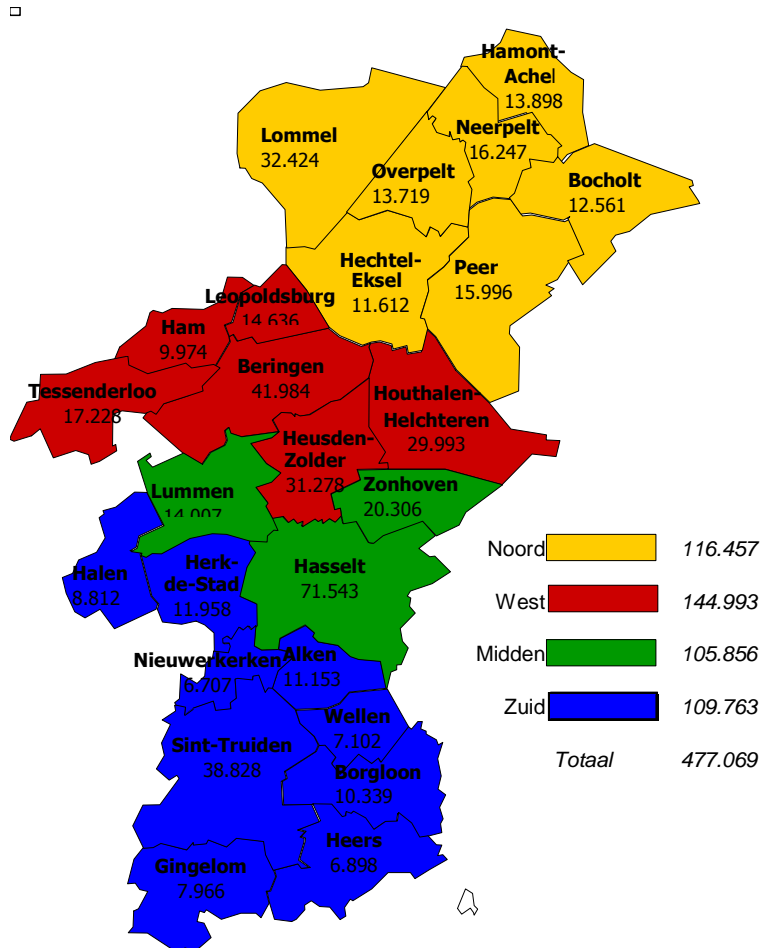 Hamont-
Achel
13.898
Neerpelt
16.247
Lommel
32.424
Overpelt
13.719
Bocholt
12.561
Hechtel-
Eksel
11.612
Peer
15.996
Leopoldsburg
14.636
Ham
9.974
Beringen
41.984
Tessenderloo
17.228
Houthalen-
Helchteren
29.993
Heusden-
Zolder
31.278
Lummen
14.007
Zonhoven
20.306
Halen
8.812
Herk-
de-Stad
11.958
Hasselt
71.543
Nieuwerkerken
6.707
Alken
11.153
Wellen
7.102
Sint-Truiden
38.828
Borgloon
10.339
Heers
6.898
Gingelom
7.966
Noord 116.457
West 144.993
Midden 105.856
Zuid 109.763
Totaal 477.069